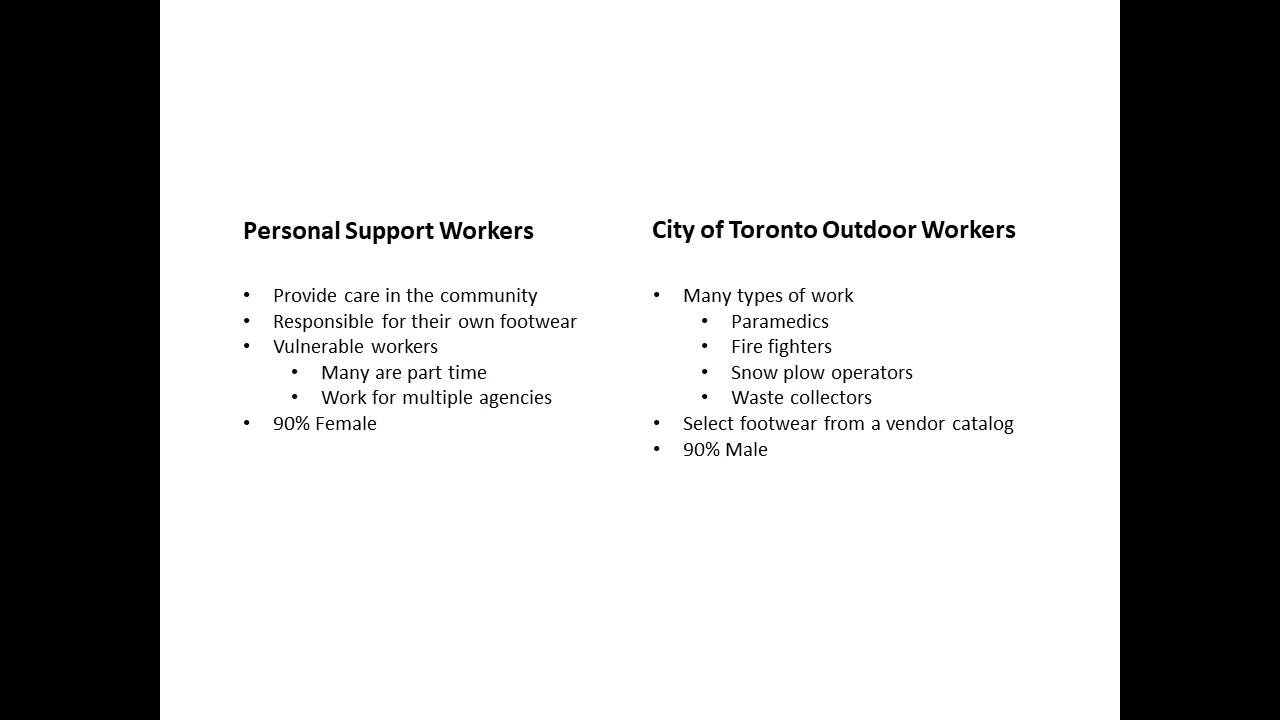 Personal Support Workers
• Provide care in the community
• Responsible for their own footwear
• Vulnerable workers
• Many are part time
• Work for multiple agencies
• 90% Female
City of Toronto Outdoor Workers
• Many types of work
• Paramedics
• Fire fighters
• Snow plow operators
• Waste collectors
• Select footwear from a vendor catalog
• 90% Male